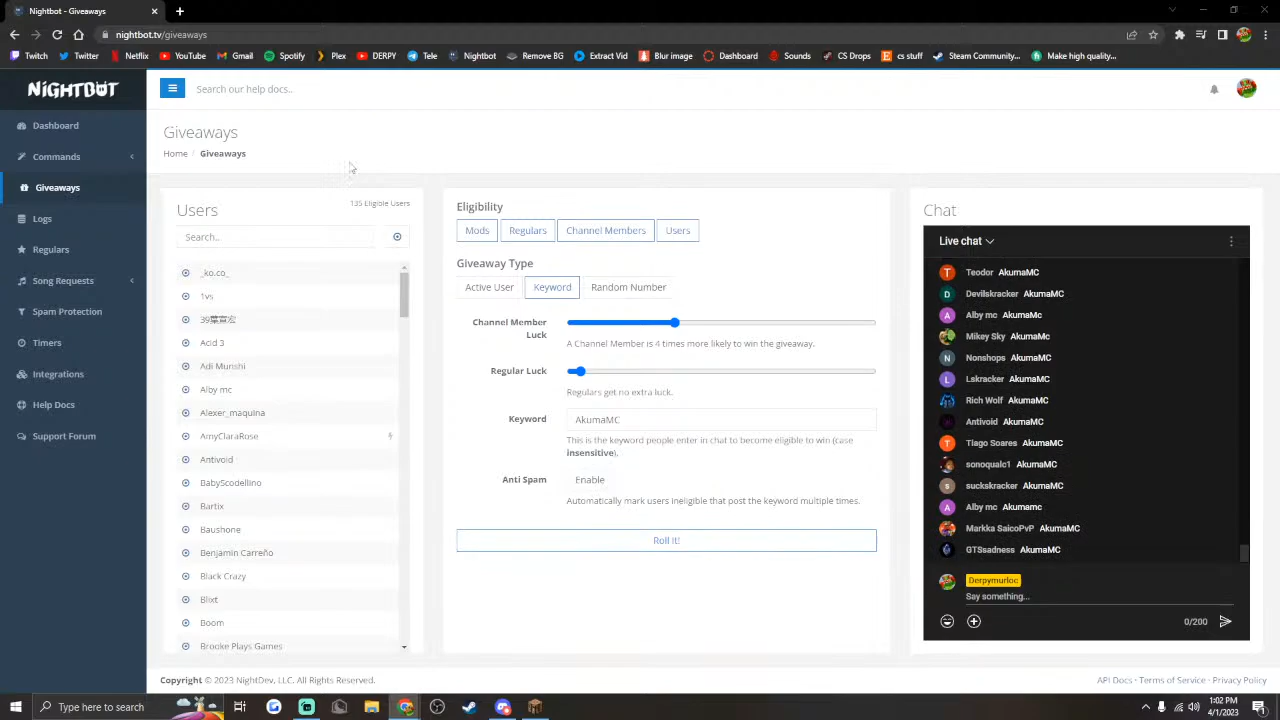 Nightbot - Giveaways
nightbot.tv/giveaways
Twitch Twitter Netflix YouTube Gmail Spotify Plex DERPY Tele Nightbot Remove BG Extract Vid Blur image Dashboard Sounds CS Drops cs stuff Steam Community... Make high quality...
NiGHTBOT
Search our help docs..
Dashboard
Commands
Giveaways
Logs
Regulars
Song Requests
Spam Protection
Timers
Integrations
Help Docs
Support Forum
Giveaways
Home / Giveaways
Users
135 Eligible Users
Search...
_ko.co_
1vs
Acid 3
Adi Munshi
Alby mc
Alexer_maquina
AmyClaraRose
Antivoid
BabyScodellino
Bartix
Baushone
Benjamin Carreño
Black Crazy
Blixt
Boom
Brooke Plays Games
Eligibility
Mods Regulars Channel Members Users
Giveaway Type
Active User Keyword Random Number
Channel Member
Luck
A Channel Member is 4 times more likely to win the giveaway.
Regular Luck
Regulars get no extra luck.
Keyword
AkumaMC
This is the keyword people enter in chat to become eligible to win (case
insensitive).
Anti Spam
Enable
Automatically mark users ineligible that post the keyword multiple times.
Roll It!
Chat
Live chat
T Teodor AkumaMC
D Devilskracker AkumaMC
A Alby mc AkumaMc
Mikey Sky AkumaMc
N Nonshops AkumaMC
L Lskracker AkumaMC
Rich Wolf AkumaMC
Antivoid AkumaMC
T Tiago Soares AkumaMC
sonoqualc1 AkumaMC
s suckskracker AkumaMC
A Alby mc Akumamc
Markka SaicoPvP AkumaMC
GTSsadness AkumaMC
Derpymurloc
Say something...
0/200
Copyright © 2023 NightDev, LLC. All Rights Reserved.
API Docs · Terms of Service · Privacy Policy
Type here to search
1:02 PM
4/1/2023